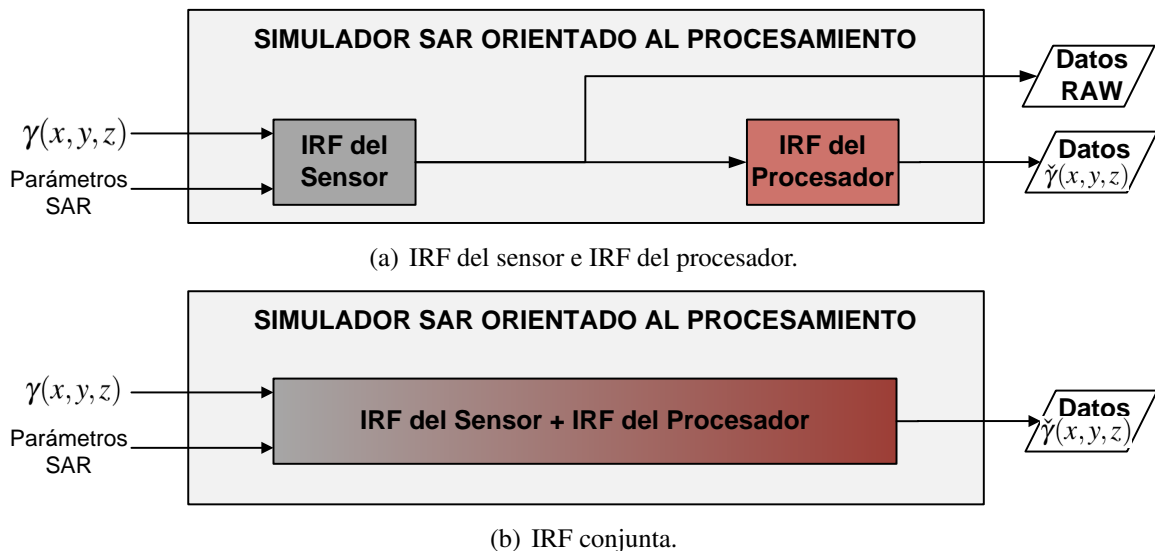 SIMULADOR SAR ORIENTADO AL PROCESAMIENTO
Datos
RAW
γ(x, y, z)
Parámetros
SAR
IRF del
Sensor
IRF del
Procesador
Datos
γ̌(x, y, z)
(a) IRF del sensor e IRF del procesador.
SIMULADOR SAR ORIENTADO AL PROCESAMIENTO
γ(x, y, z)
Parámetros
SAR
IRF del Sensor + IRF del Procesador
Datos
γ̌(x, y, z)
(b) IRF conjunta.